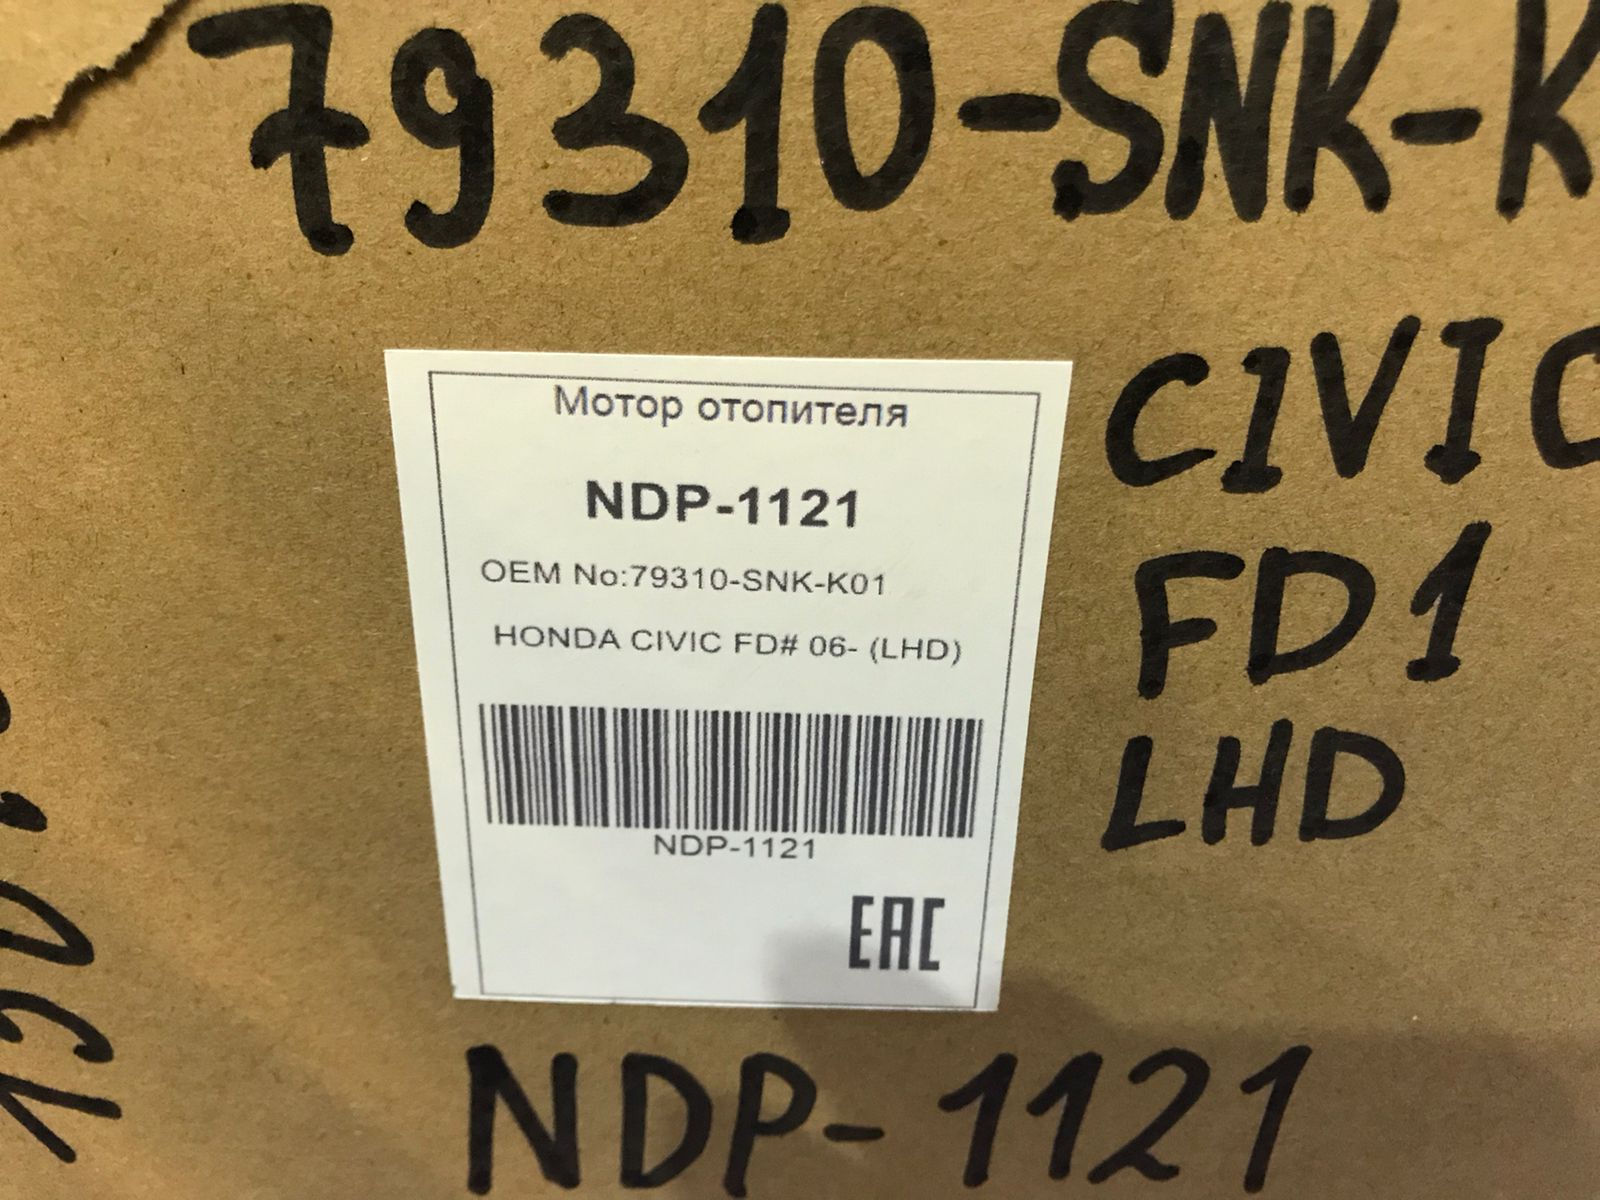 79310-SNK-K
Мотор отопителя
NDP-1121
OEM No:79310-SNK-K01
HONDA CIVIC FD# 06- (LHD)
NDP-1121
EAC
CIVIC
FD1
LHD
NDP-1121